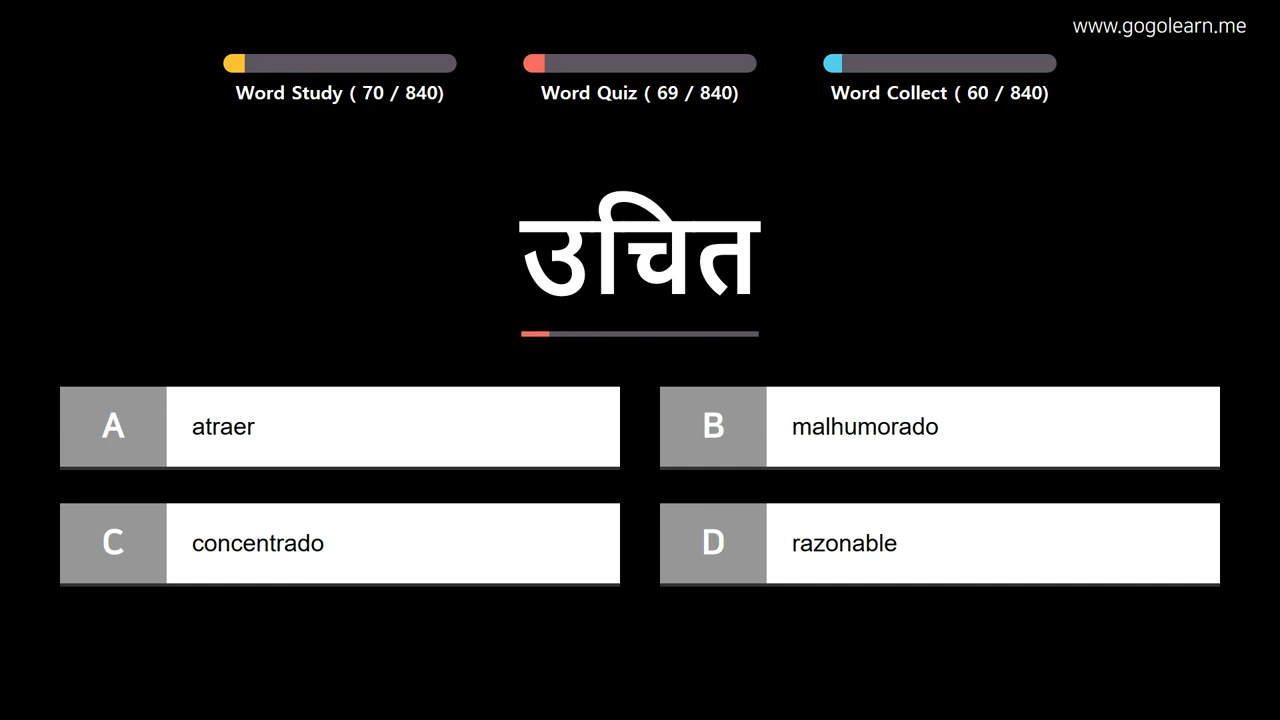 www.gogolearn.me
Word Study ( 70 / 840)
Word Quiz ( 69 / 840)
Word Collect ( 60 / 840)
उचित
A atraer
B malhumorado
C concentrado
D razonable